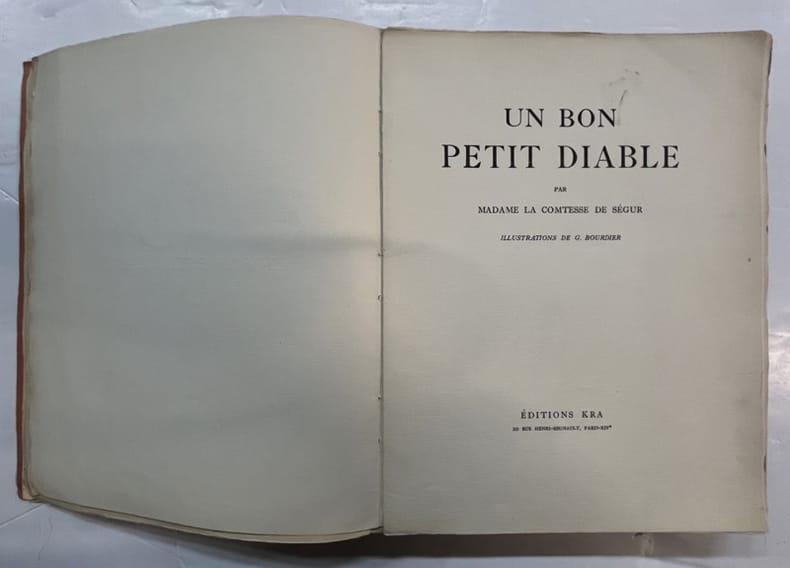 UN BON
PETIT DIABLE
PAR
MADAME LA COMTESSE DE SÉGUR
ILLUSTRATIONS DE G. BOURDIER
ÉDITIONS KRA
20 RUE HENRI-REGNAULT, PARIS-XIVᵉ